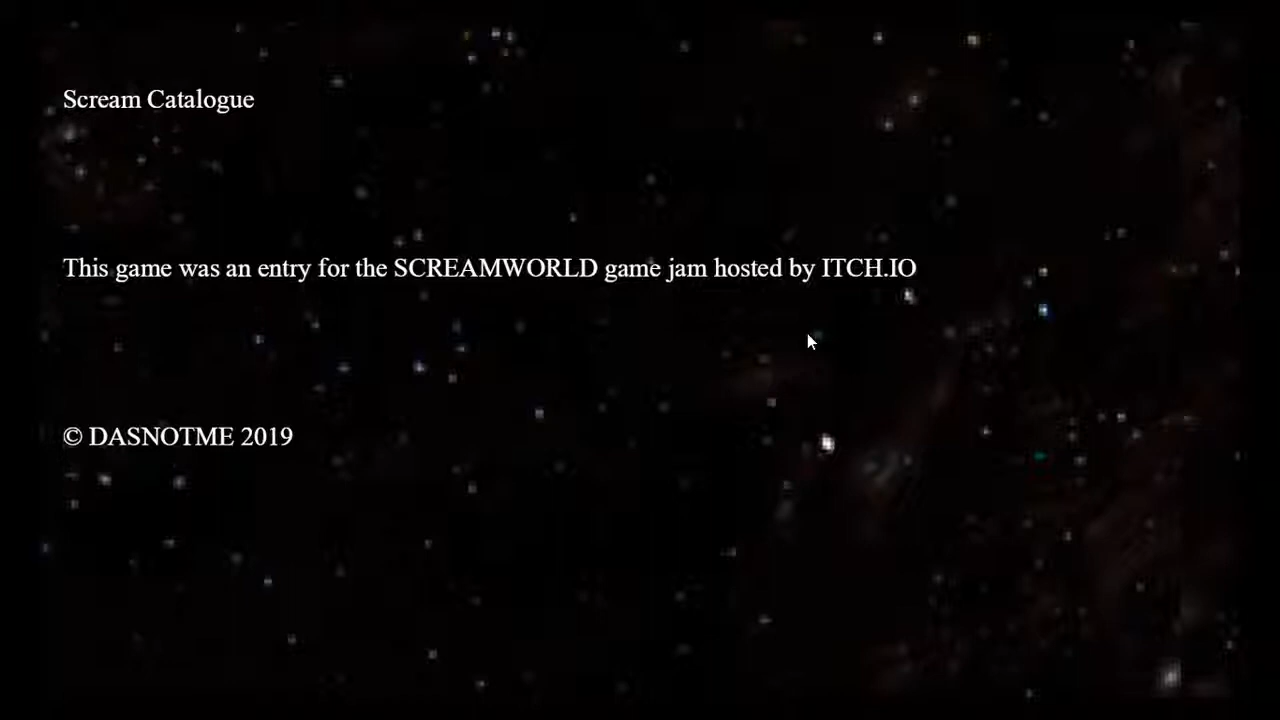 Scream Catalogue
This game was an entry for the SCREAMWORLD game jam hosted by ITCH.IO
© DASNOTME 2019